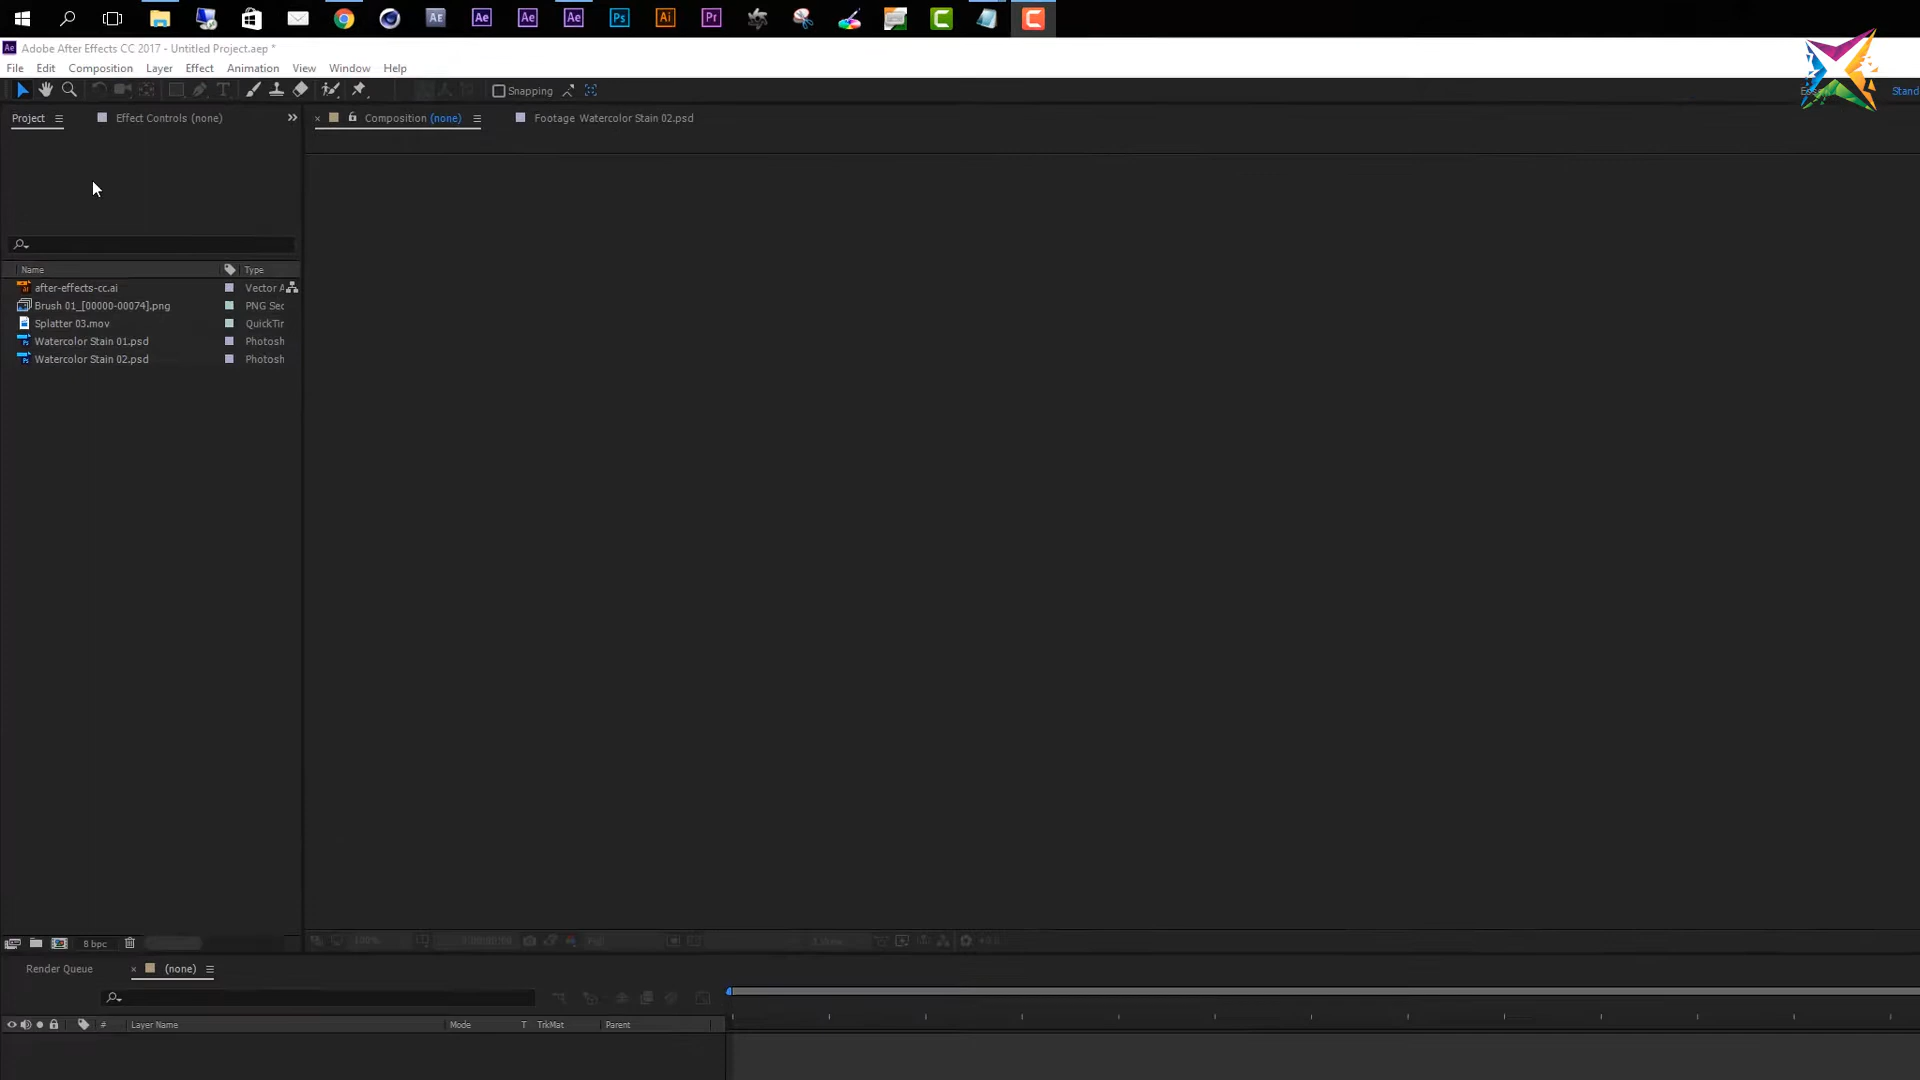 Adobe After Effects CC 2017 - Untitled Project.aep *
File Edit Composition Layer Effect Animation View Window Help
Snapping
Stand
Project Effect Controls (none) Composition (none) Footage Watercolor Stain 02.psd
Name Type
after-effects-cc.ai Vector A
Brush 01_[00000-00074].png PNG Sec
Splatter 03.mov QuickTir
Watercolor Stain 01.psd Photosh
Watercolor Stain 02.psd Photosh
8 bpc 100%
Render Queue (none)
# Layer Name Mode T TrkMat Parent